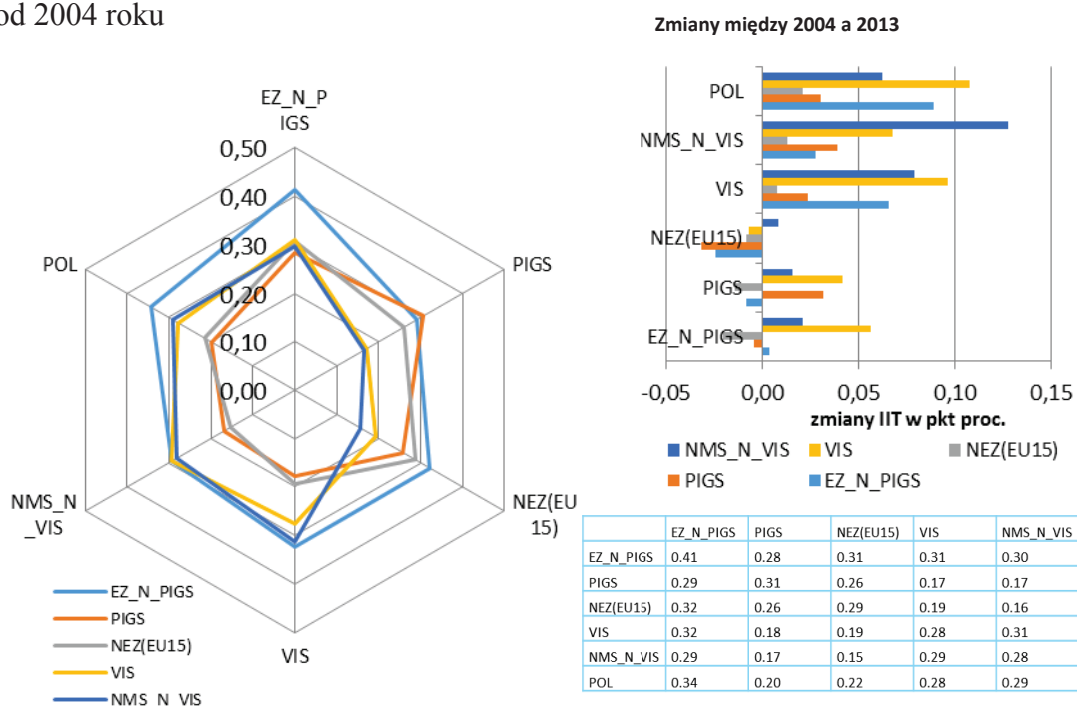 od 2004 roku
EZ_N_P
IGS
0,50
0,40
0,30
0,20
0,10
0,00
POL
PIGS
NMS_N
_VIS
NEZ(EU
15)
VIS
EZ_N_PIGS
PIGS
NEZ(EU15)
VIS
NMS_N_VIS
Zmiany między 2004 a 2013
POL
NMS_N_VIS
VIS
NEZ(EU15)
PIGS
EZ_N_PIGS
-0,05 0,00 0,05 0,10 0,15
zmiany IIT w pkt proc.
NMS_N_VIS VIS NEZ(EU15)
PIGS EZ_N_PIGS
EZ_N_PIGS PIGS NEZ(EU15) VIS NMS_N_VIS
EZ_N_PIGS 0.41 0.28 0.31 0.31 0.30
PIGS 0.29 0.31 0.26 0.17 0.17
NEZ(EU15) 0.32 0.26 0.29 0.19 0.16
VIS 0.32 0.18 0.19 0.28 0.31
NMS_N_VIS 0.29 0.17 0.15 0.29 0.28
POL 0.34 0.20 0.22 0.28 0.29